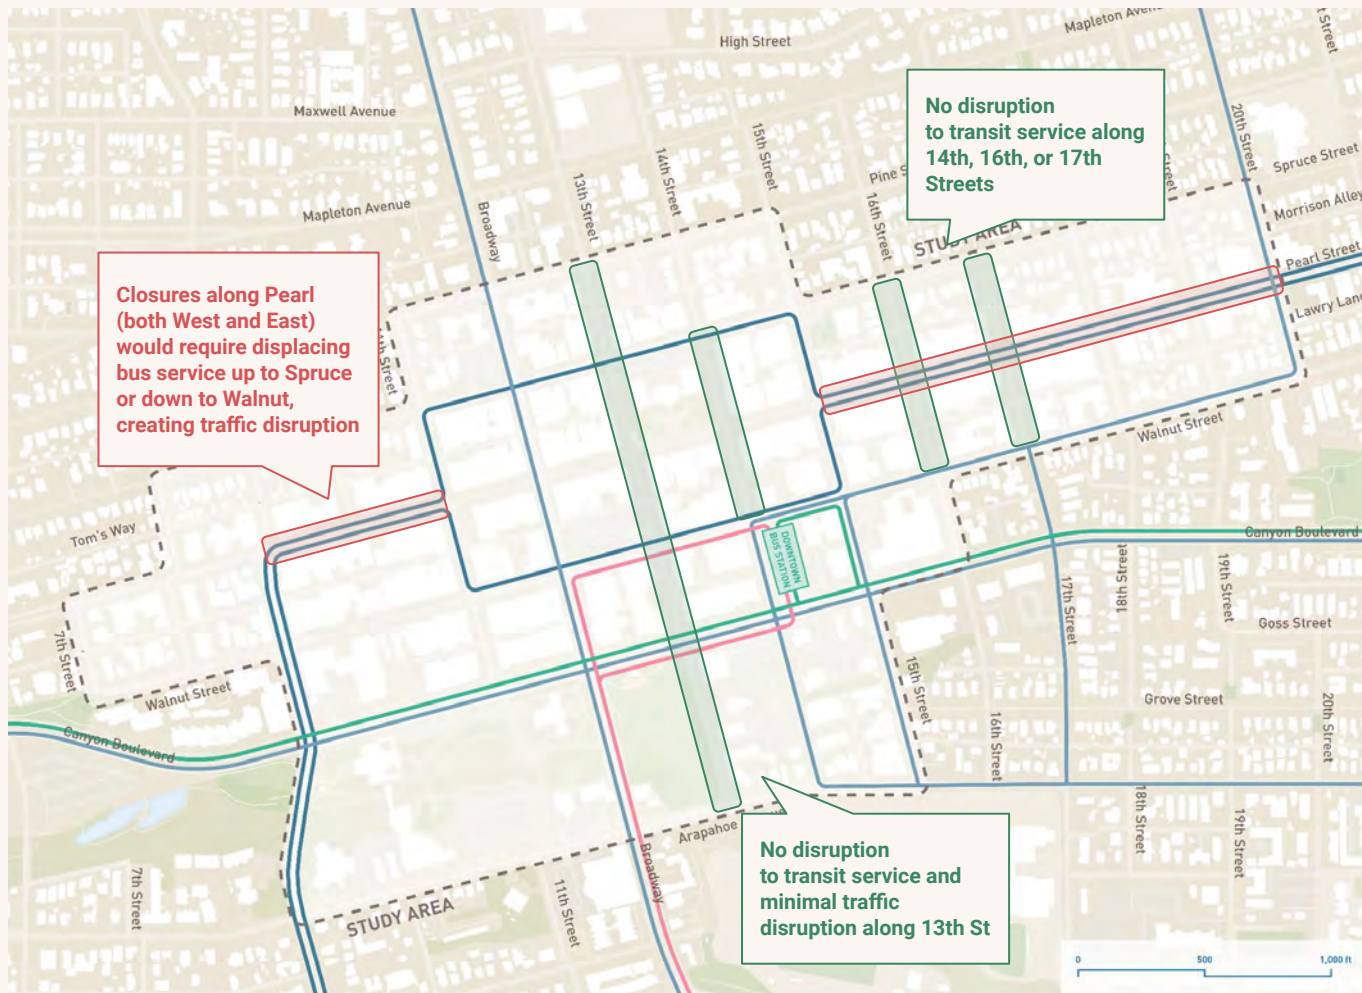 High Street
Mapleton Avenue
Street
Maxwell Avenue
No disruption
to transit service along
14th, 16th, or 17th
Streets
20th Street
15th Street
14th Street
13th Street
Pine S
16th Street
Street
Spruce Street
Mapleton Avenue
Broadway
Morrison Alley
STUDY AREA
Pearl Street
Closures along Pearl
(both West and East)
would require displacing
bus service up to Spruce
or down to Walnut,
creating traffic disruption
Street
Lawry Lane
Walnut Street
Tom's Way
DOWNTOWN
BUS STATION
Canyon Boulevard
18th Street
19th Street
17th Street
Goss Street
7th Street
Walnut Street
15th Street
Grove Street
16th Street
20th Street
Canyon Boulevard
Arapahoe
18th Street
19th Street
No disruption
to transit service and
minimal traffic
disruption along 13th St
7th Street
11th Street
Broadway
STUDY AREA
0 500 1,000 ft